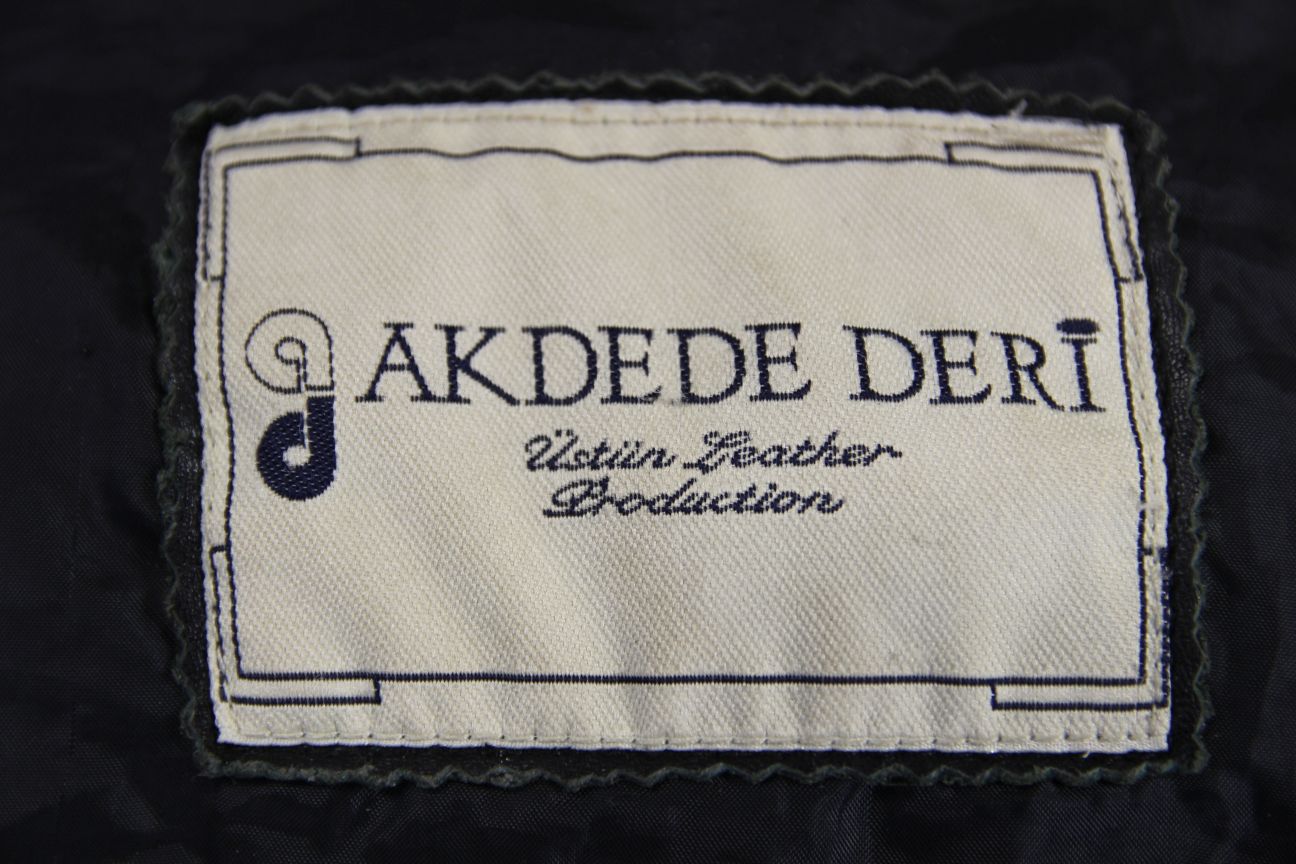 AKDEDE DERİ
Üstün Leather
Production